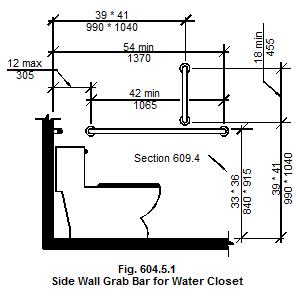 39 * 41
990 * 1040
54 min
1370
12 max
305
42 min
1065
18 min
455
Section 609.4
33 * 36
840 * 915
39 * 41
990 * 1040
Fig. 604.5.1
Side Wall Grab Bar for Water Closet